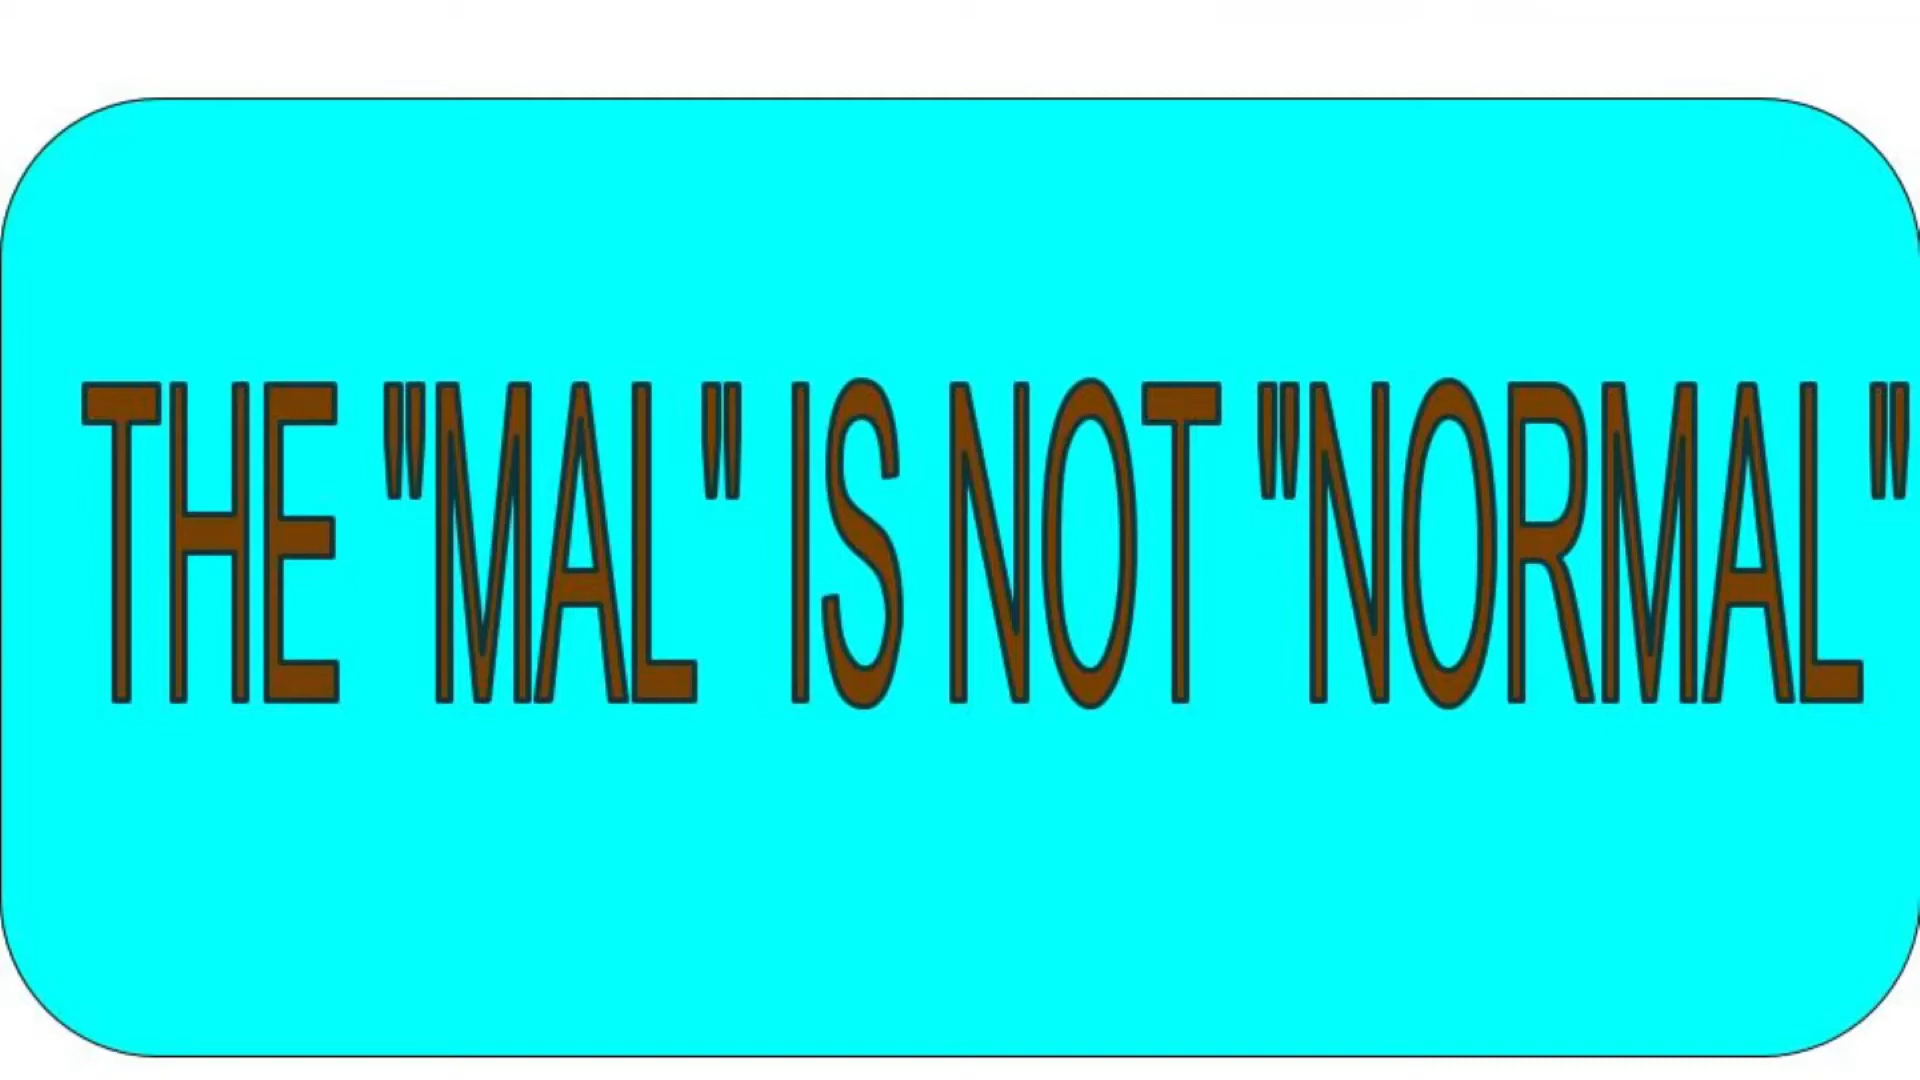 THE "MAL " IS NOT "NORMAL "